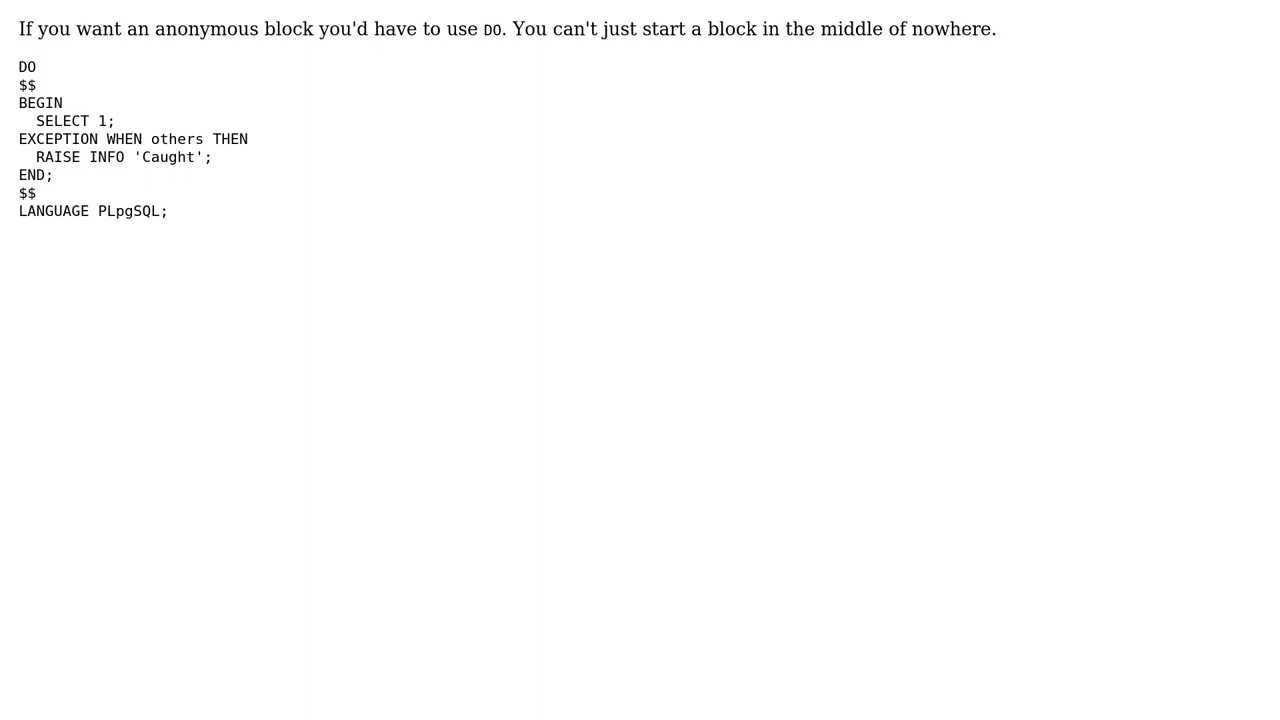 If you want an anonymous block you'd have to use DO. You can't just start a block in the middle of nowhere.
DO
$$
BEGIN
  SELECT 1;
EXCEPTION WHEN others THEN
  RAISE INFO 'Caught';
END;
$$
LANGUAGE PLpgSQL;